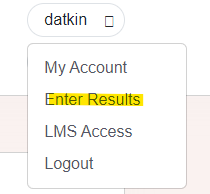 datkin
My Account
Enter Results
LMS Access
Logout